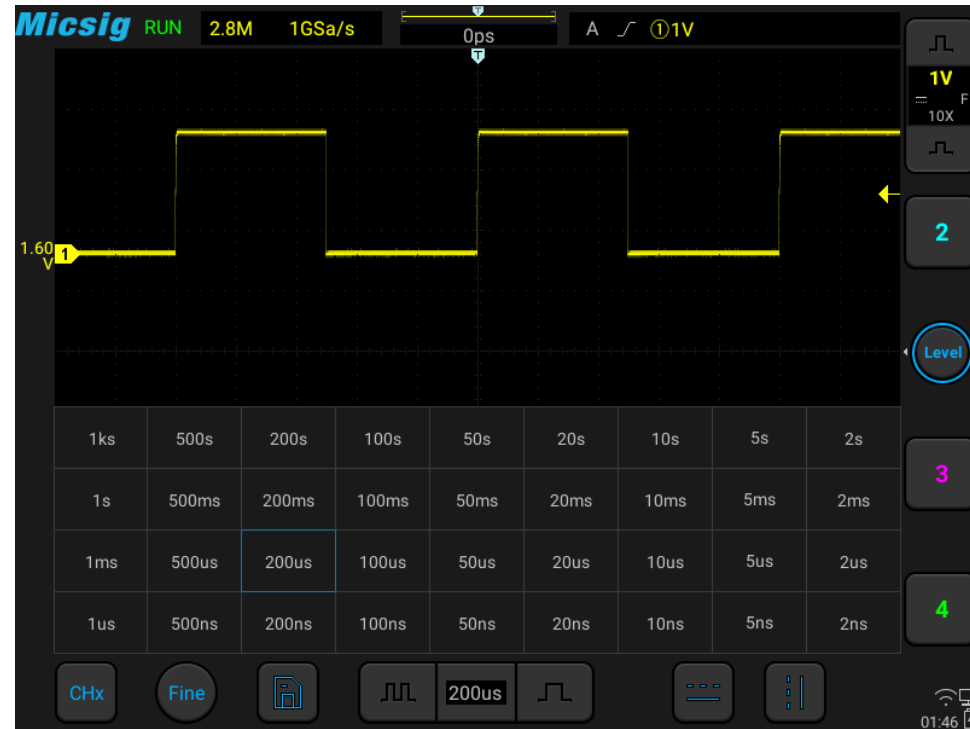 Micsig RUN 2.8M 1GSa/s 0ps A ①1V
T
T
1V
F
10X
1.60
V
1
2
Level
3
4
1ks 500s 200s 100s 50s 20s 10s 5s 2s
1s 500ms 200ms 100ms 50ms 20ms 10ms 5ms 2ms
1ms 500us 200us 100us 50us 20us 10us 5us 2us
1us 500ns 200ns 100ns 50ns 20ns 10ns 5ns 2ns
CHx Fine 200us
01:46